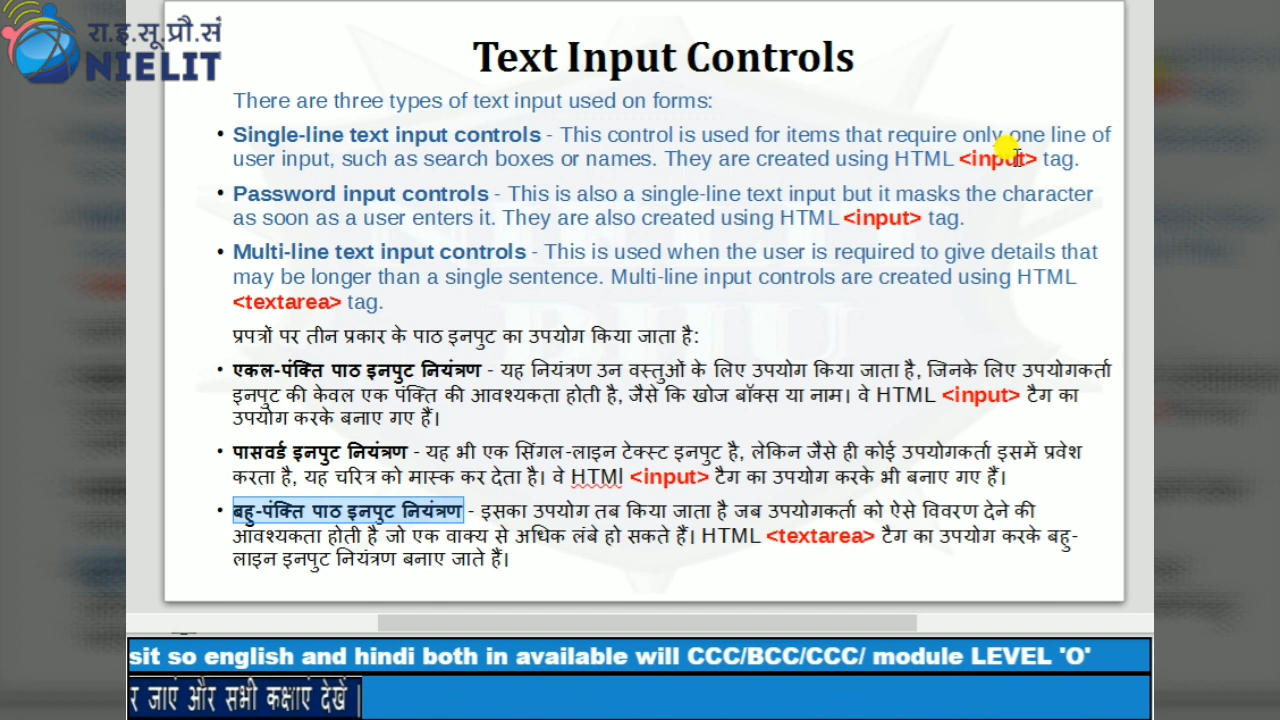 रा.इ.सू.प्रौ.सं
NIELIT
Text Input Controls
There are three types of text input used on forms:
• Single-line text input controls - This control is used for items that require only one line of
user input, such as search boxes or names. They are created using HTML <input> tag.
• Password input controls - This is also a single-line text input but it masks the character
as soon as a user enters it. They are also created using HTML <input> tag.
• Multi-line text input controls - This is used when the user is required to give details that
may be longer than a single sentence. Multi-line input controls are created using HTML
<textarea> tag.
प्रपत्रों पर तीन प्रकार के पाठ इनपुट का उपयोग किया जाता है:
• एकल-पंक्ति पाठ इनपुट नियंत्रण - यह नियंत्रण उन वस्तुओं के लिए उपयोग किया जाता है, जिनके लिए उपयोगकर्ता
इनपुट की केवल एक पंक्ति की आवश्यकता होती है, जैसे कि खोज बॉक्स या नाम। वे HTML <input> टैग का
उपयोग करके बनाए गए हैं।
• पासवर्ड इनपुट नियंत्रण - यह भी एक सिंगल-लाइन टेक्स्ट इनपुट है, लेकिन जैसे ही कोई उपयोगकर्ता इसमें प्रवेश
करता है, यह चरित्र को मास्क कर देता है। वे HTMl <input> टैग का उपयोग करके भी बनाए गए हैं।
• बहु-पंक्ति पाठ इनपुट नियंत्रण - इसका उपयोग तब किया जाता है जब उपयोगकर्ता को ऐसे विवरण देने की
आवश्यकता होती है जो एक वाक्य से अधिक लंबे हो सकते हैं। HTML <textarea> टैग का उपयोग करके बहु-
लाइन इनपुट नियंत्रण बनाए जाते हैं।
sit so english and hindi both in available will CCC/BCC/CCC/ module LEVEL 'O'
र जाएं और सभी कक्षाएं देखें |